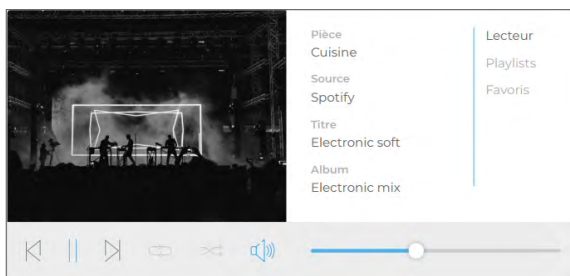 Pièce
Cuisine
Source
Spotify
Titre
Electronic soft
Album
Electronic mix
Lecteur
Playlists
Favoris